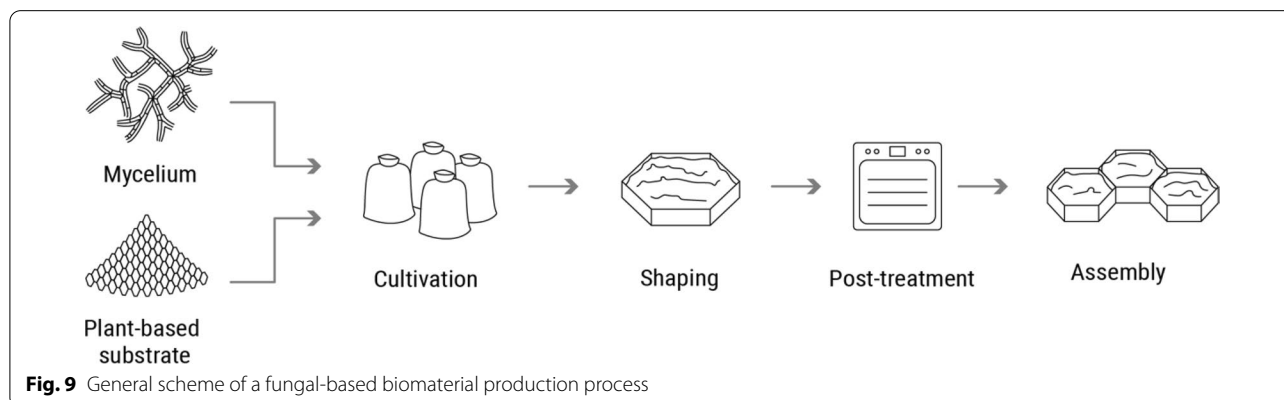 Mycelium
Plant-based
substrate
Cultivation
Shaping
Post-treatment
Assembly
Fig. 9 General scheme of a fungal-based biomaterial production process